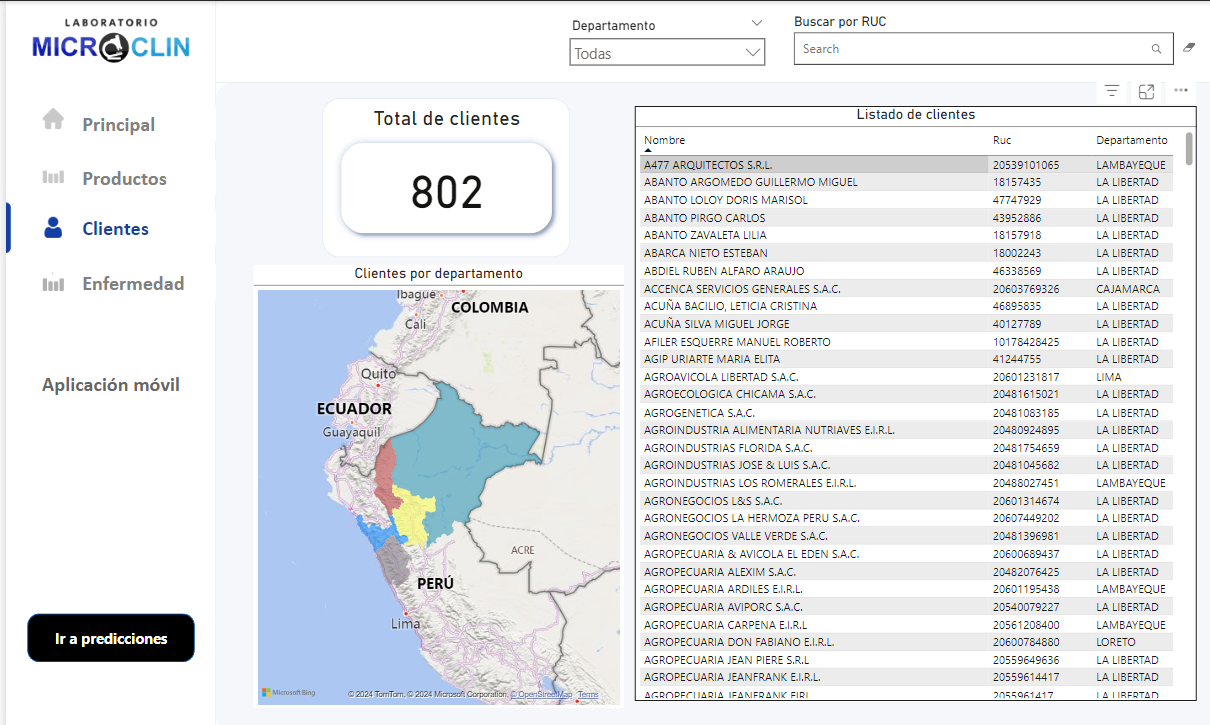 LABORATORIO
MICROCLIN
Departamento
Todas
Buscar por RUC
Search
Principal
Productos
Clientes
Enfermedad
Aplicación móvil
Ir a predicciones
Total de clientes
802
Clientes por departamento
Ibagué
COLOMBIA
Cali
Quito
ECUADOR
Guayaquil
ACRE
PERÚ
Lima
Microsoft Bing
© 2024 TomTom, © 2024 Microsoft Corporation, © OpenStreetMap Terms
Listado de clientes
Nombre Ruc Departamento
A477 ARQUITECTOS S.R.L. 20539101065 LAMBAYEQUE
ABANTO ARGOMEDO GUILLERMO MIGUEL 18157435 LA LIBERTAD
ABANTO LOLOY DORIS MARISOL 47747929 LA LIBERTAD
ABANTO PIRGO CARLOS 43952886 LA LIBERTAD
ABANTO ZAVALETA LILIA 18157918 LA LIBERTAD
ABARCA NIETO ESTEBAN 18002243 LA LIBERTAD
ABDIEL RUBEN ALFARO ARAUJO 46338569 LA LIBERTAD
ACCENCA SERVICIOS GENERALES S.A.C. 20603769326 CAJAMARCA
ACUÑA BACILIO, LETICIA CRISTINA 46895835 LA LIBERTAD
ACUÑA SILVA MIGUEL JORGE 40127789 LA LIBERTAD
AFILER ESQUERRE MANUEL ROBERTO 10178428425 LA LIBERTAD
AGIP URIARTE MARIA ELITA 41244755 LA LIBERTAD
AGROAVICOLA LIBERTAD S.A.C. 20601231817 LIMA
AGROECOLOGICA CHICAMA S.A.C. 20481615021 LA LIBERTAD
AGROGENETICA S.A.C. 20481083185 LA LIBERTAD
AGROINDUSTRIA ALIMENTARIA NUTRIAVES E.I.R.L. 20480924895 LA LIBERTAD
AGROINDUSTRIAS FLORIDA S.A.C. 20481754659 LA LIBERTAD
AGROINDUSTRIAS JOSE & LUIS S.A.C. 20481045682 LA LIBERTAD
AGROINDUSTRIAS LOS ROMERALES E.I.R.L. 20488027451 LAMBAYEQUE
AGRONEGOCIOS L&S S.A.C. 20601314674 LA LIBERTAD
AGRONEGOCIOS LA HERMOZA PERU S.A.C. 20607449202 LA LIBERTAD
AGRONEGOCIOS VALLE VERDE S.A.C. 20481396981 LA LIBERTAD
AGROPECUARIA & AVICOLA EL EDEN S.A.C. 20600689437 LA LIBERTAD
AGROPECUARIA ALEXIM S.A.C. 20482076425 LA LIBERTAD
AGROPECUARIA ARDILES E.I.R.L. 20601195438 LAMBAYEQUE
AGROPECUARIA AVIPORC S.A.C. 20540079227 LA LIBERTAD
AGROPECUARIA CARPENA E.I.R.L 20561208400 LAMBAYEQUE
AGROPECUARIA DON FABIANO E.I.R.L. 20600784880 LORETO
AGROPECUARIA JEAN PIERE S.R.L 20559649636 LA LIBERTAD
AGROPECUARIA JEANFRANK E.I.R.L. 20559614417 LA LIBERTAD
AGROPECUARIA JEANFRANK EIRL 2055961417 LA LIBERTAD